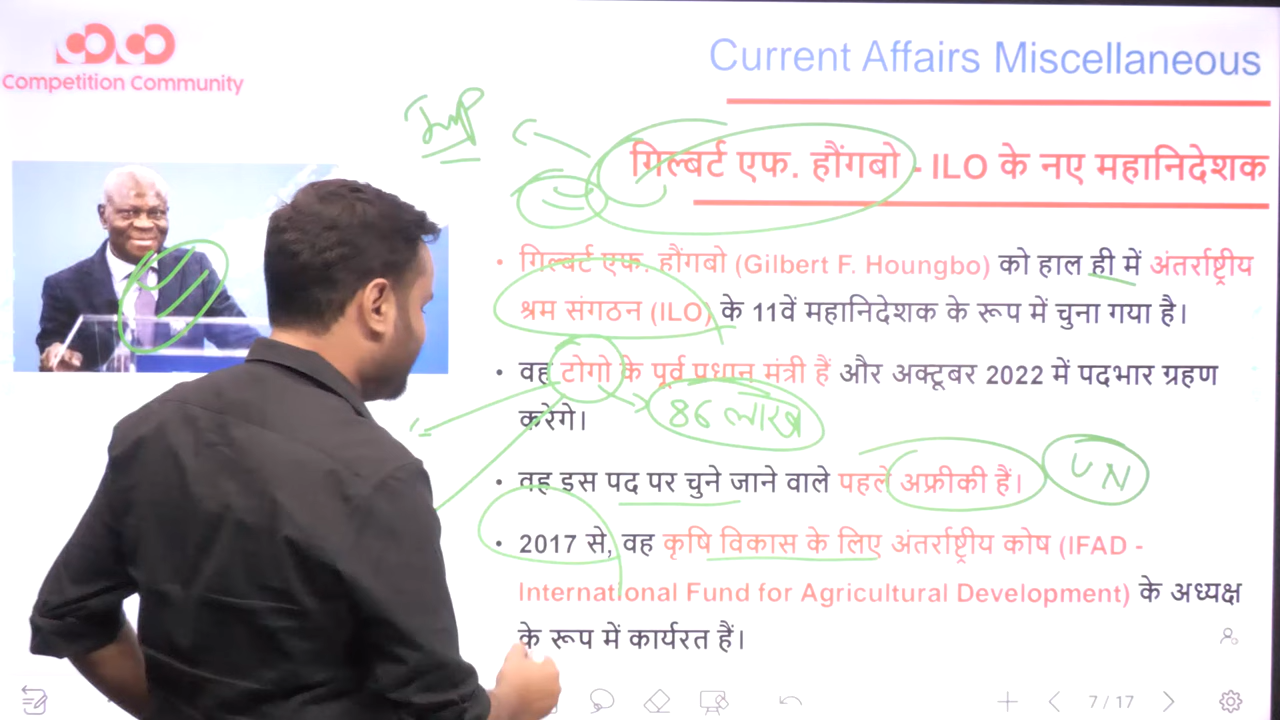 Competition Community
Current Affairs Miscellaneous
Imp
गिल्बर्ट एफ. हौंगबो - ILO के नए महानिदेशक
• गिल्बर्ट एफ. हौंगबो (Gilbert F. Houngbo) को हाल ही में अंतर्राष्ट्रीय
श्रम संगठन (ILO) के 11वें महानिदेशक के रूप में चुना गया है।
• वह टोगो के पूर्व प्रधान मंत्री हैं और अक्टूबर 2022 में पदभार ग्रहण
करेंगे।
86 लाख
• वह इस पद पर चुने जाने वाले पहले अफ्रीकी हैं।
UN
• 2017 से, वह कृषि विकास के लिए अंतर्राष्ट्रीय कोष (IFAD -
International Fund for Agricultural Development) के अध्यक्ष
के रूप में कार्यरत हैं।
7 / 17